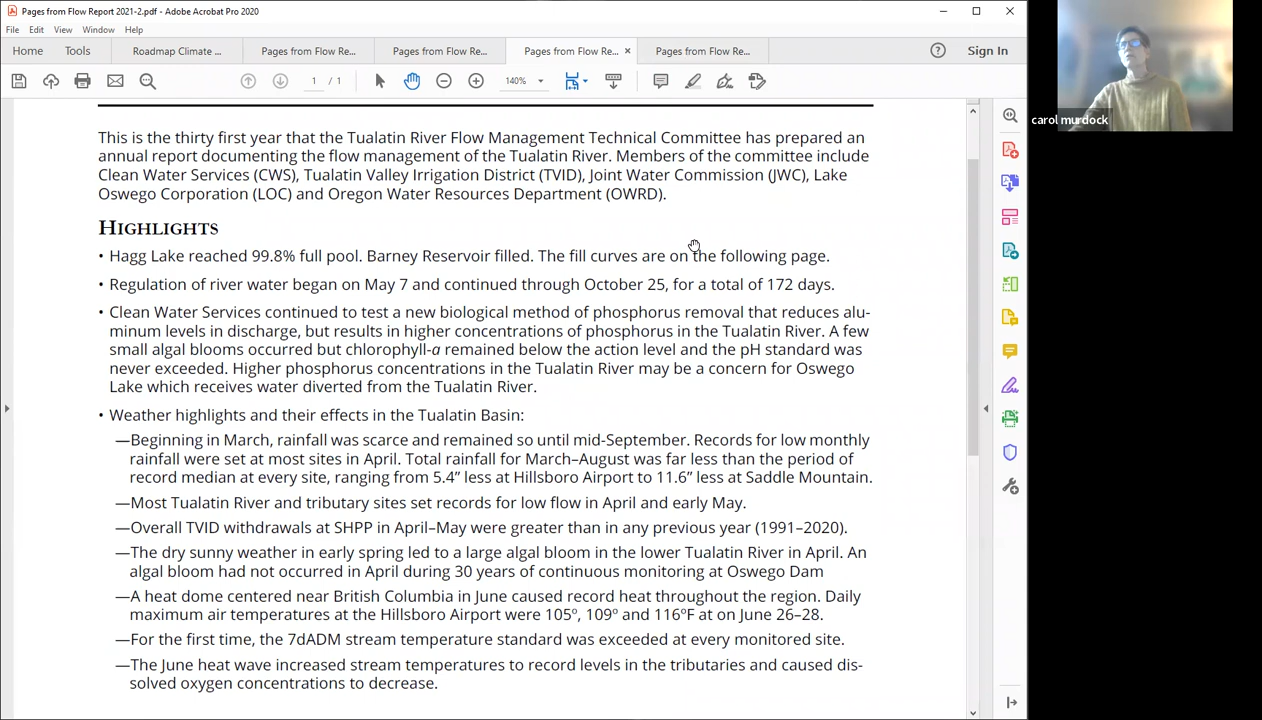 Pages from Flow Report 2021-2.pdf - Adobe Acrobat Pro 2020
File Edit View Window Help
Home Tools Roadmap Climate ... Pages from Flow Re... Pages from Flow Re... Pages from Flow Re... × Pages from Flow Re... Sign In
1 / 1 140%
This is the thirty first year that the Tualatin River Flow Management Technical Committee has prepared an
annual report documenting the flow management of the Tualatin River. Members of the committee include
Clean Water Services (CWS), Tualatin Valley Irrigation District (TVID), Joint Water Commission (JWC), Lake
Oswego Corporation (LOC) and Oregon Water Resources Department (OWRD).
HIGHLIGHTS
• Hagg Lake reached 99.8% full pool. Barney Reservoir filled. The fill curves are on the following page.
• Regulation of river water began on May 7 and continued through October 25, for a total of 172 days.
• Clean Water Services continued to test a new biological method of phosphorus removal that reduces alu-
minum levels in discharge, but results in higher concentrations of phosphorus in the Tualatin River. A few
small algal blooms occurred but chlorophyll-a remained below the action level and the pH standard was
never exceeded. Higher phosphorus concentrations in the Tualatin River may be a concern for Oswego
Lake which receives water diverted from the Tualatin River.
• Weather highlights and their effects in the Tualatin Basin:
—Beginning in March, rainfall was scarce and remained so until mid-September. Records for low monthly
rainfall were set at most sites in April. Total rainfall for March–August was far less than the period of
record median at every site, ranging from 5.4” less at Hillsboro Airport to 11.6” less at Saddle Mountain.
—Most Tualatin River and tributary sites set records for low flow in April and early May.
—Overall TVID withdrawals at SHPP in April–May were greater than in any previous year (1991–2020).
—The dry sunny weather in early spring led to a large algal bloom in the lower Tualatin River in April. An
algal bloom had not occurred in April during 30 years of continuous monitoring at Oswego Dam
—A heat dome centered near British Columbia in June caused record heat throughout the region. Daily
maximum air temperatures at the Hillsboro Airport were 105º, 109º and 116ºF at on June 26–28.
—For the first time, the 7dADM stream temperature standard was exceeded at every monitored site.
—The June heat wave increased stream temperatures to record levels in the tributaries and caused dis-
solved oxygen concentrations to decrease.
carol murdock